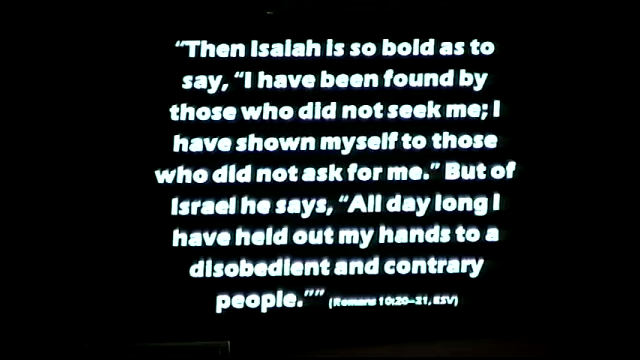 “Then Isaiah is so bold as to
say, “I have been found by
those who did not seek me; I
have shown myself to those
who did not ask for me.” But of
Israel he says, “All day long I
have held out my hands to a
disobedient and contrary
people.”” (Romans 10:20–21, ESV)